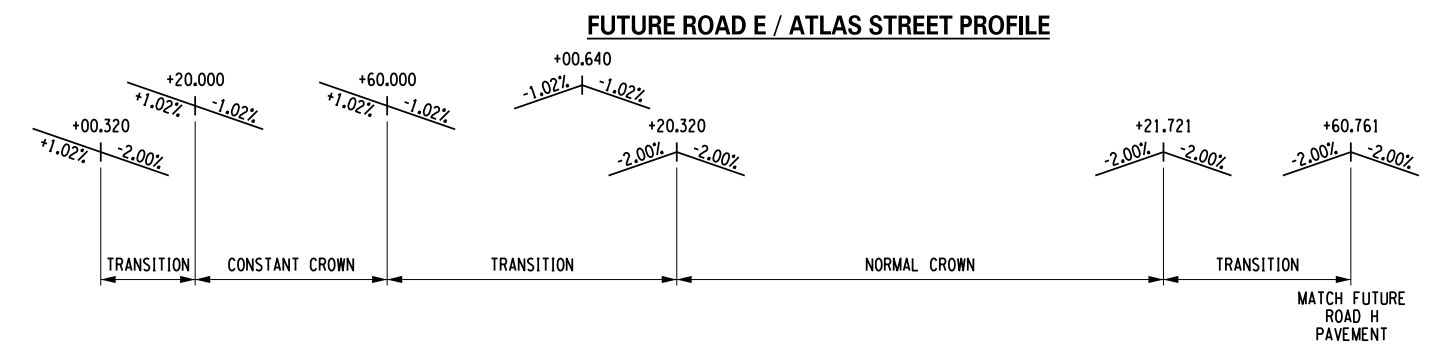 FUTURE ROAD E / ATLAS STREET PROFILE
+00.640
-1.02% -1.02%
+20.000
+1.02% -1.02%
+60.000
+1.02% -1.02%
+00.320
+1.02% -2.00%
+20.320
-2.00% -2.00%
+21.721
-2.00% -2.00%
+60.761
-2.00% -2.00%
TRANSITION
CONSTANT CROWN
TRANSITION
NORMAL CROWN
TRANSITION
MATCH FUTURE
ROAD H
PAVEMENT